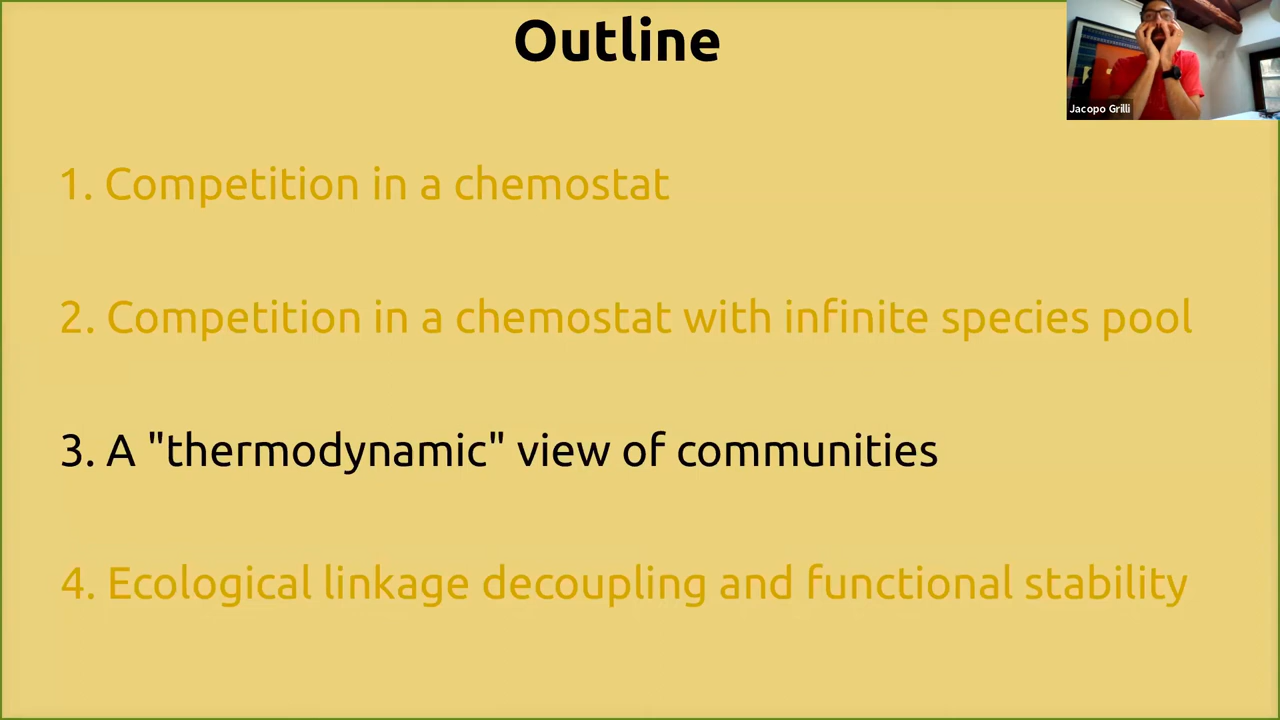 Outline
Jacopo Grilli
1. Competition in a chemostat
2. Competition in a chemostat with infinite species pool
3. A "thermodynamic" view of communities
4. Ecological linkage decoupling and functional stability